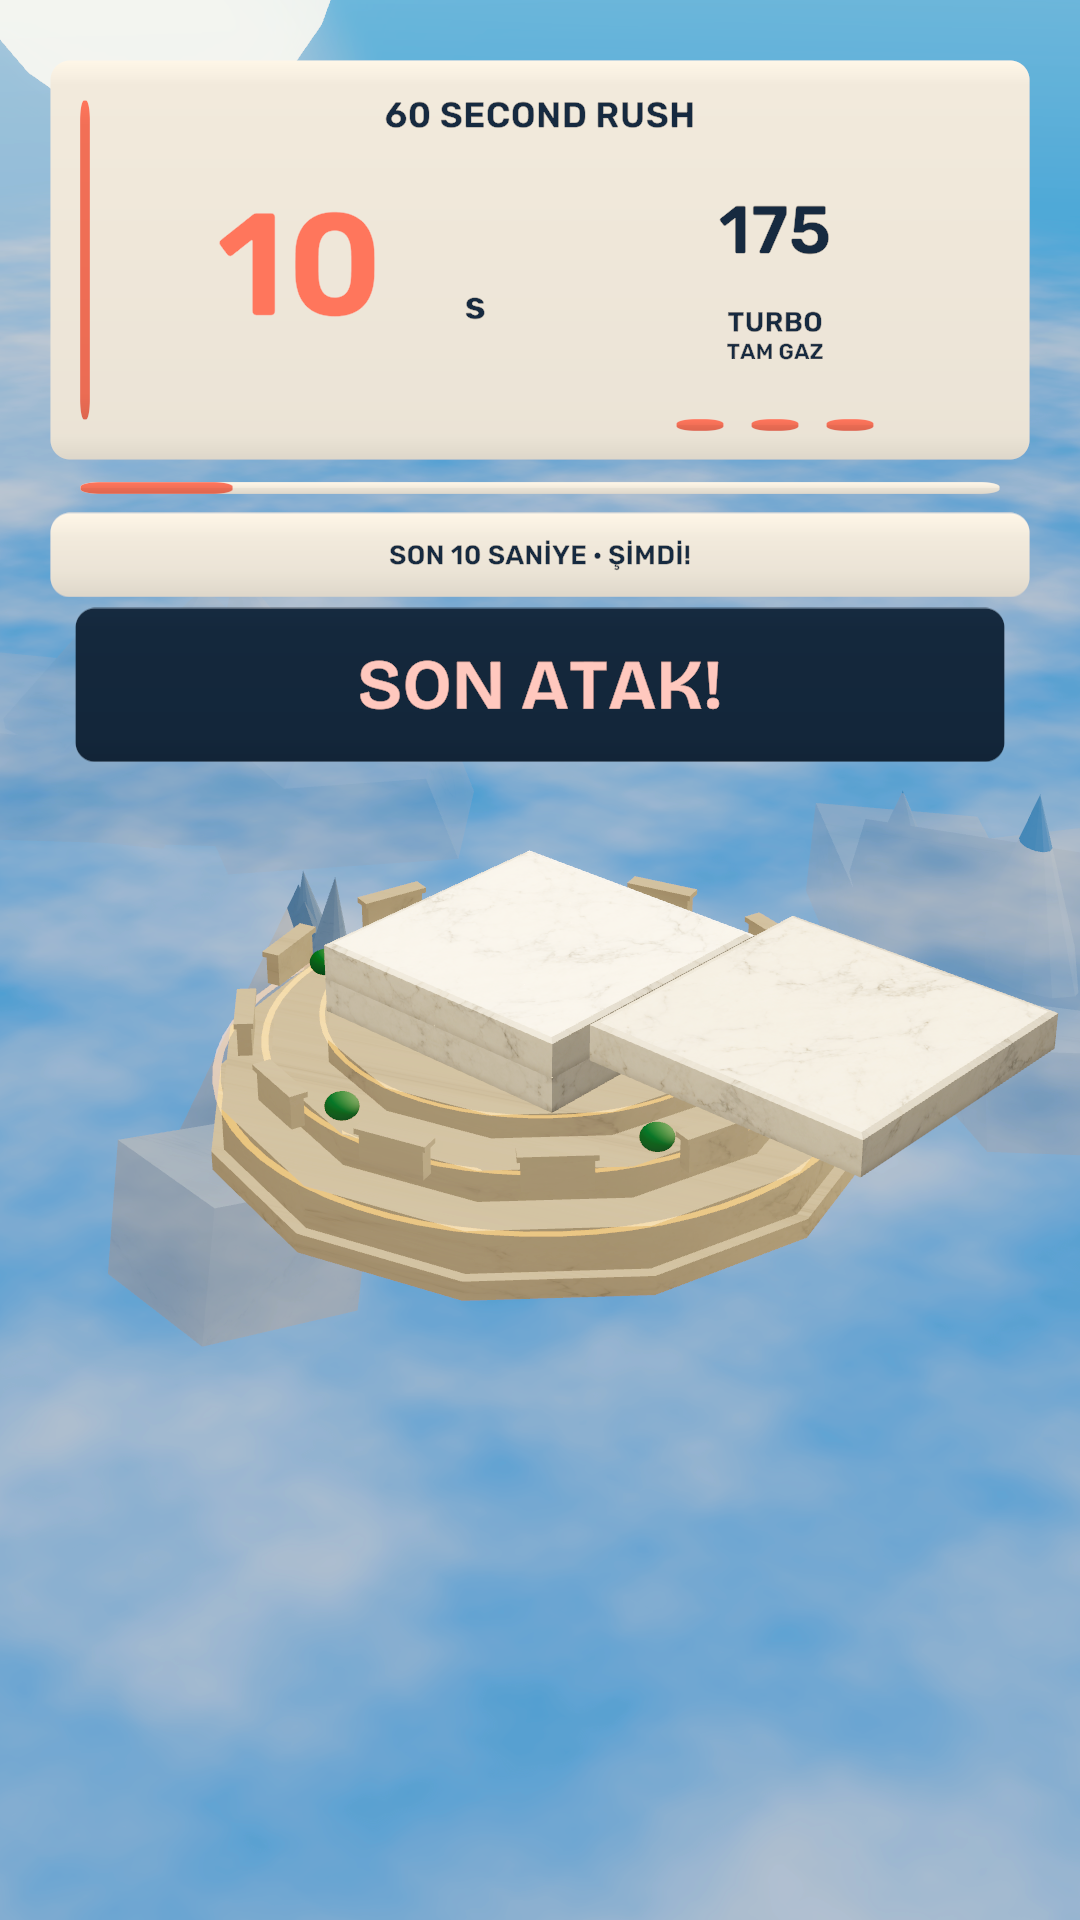 60 SECOND RUSH
10 s
175
TURBO
TAM GAZ
SON 10 SANİYE • ŞİMDİ!
SON ATAK!